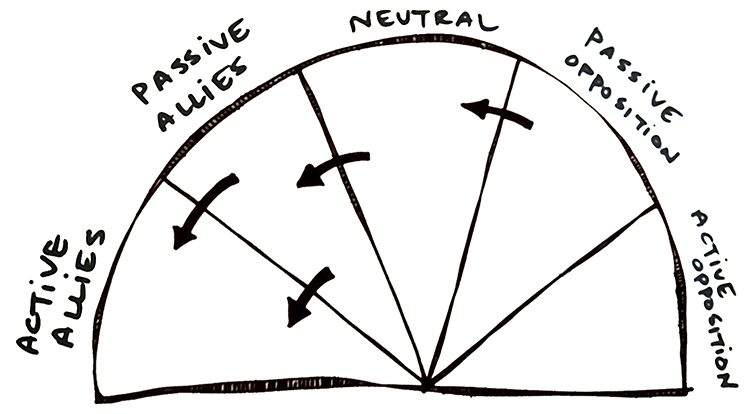 ACTIVE
ALLIES
PASSIVE
ALLIES
NEUTRAL
PASSIVE
OPPOSITION
ACTIVE
OPPOSITION